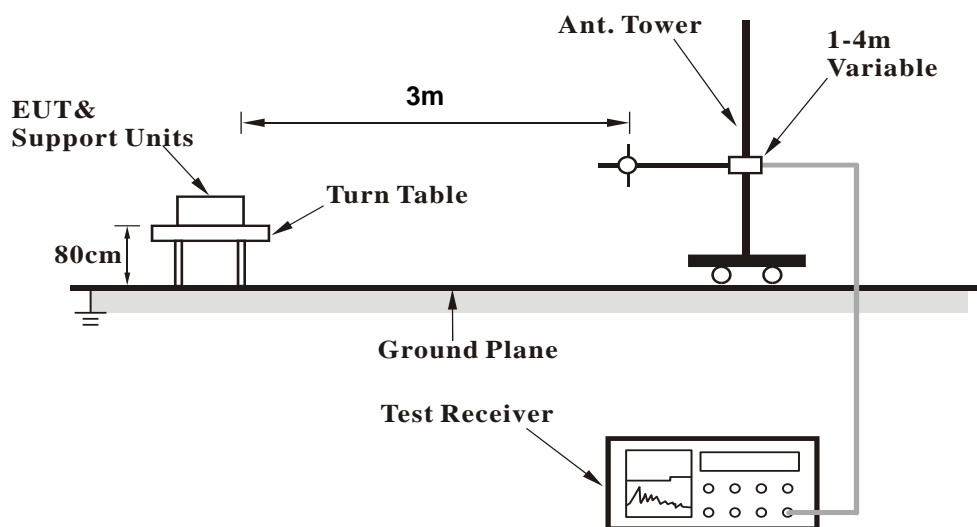 Ant. Tower
1-4m
Variable
3m
EUT&
Support Units
Turn Table
80cm
Ground Plane
Test Receiver